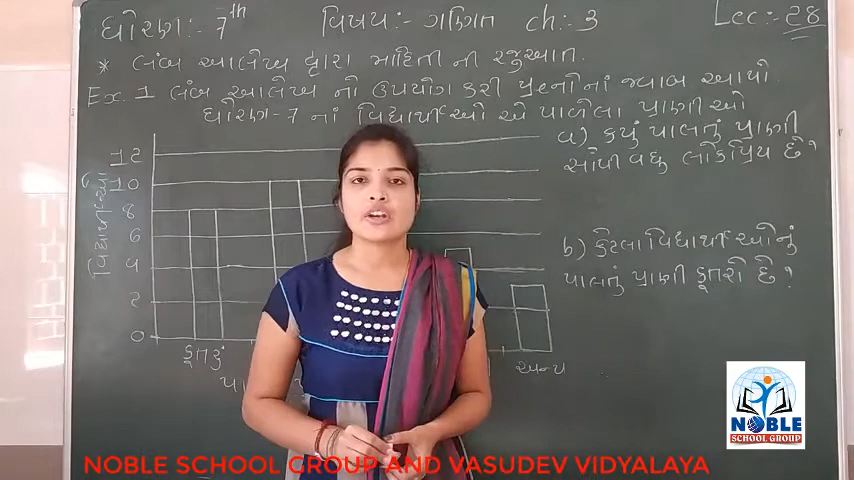 ધોરણ:- 7th વિષય:- ગણિત ch:- 3 Lec:- ૨૪
* લંબ આલેખ દ્વારા માહિતી ની રજુઆત.
Ex. 1 લંબ આલેખ નો ઉપયોગ કરી પ્રશ્નોનાં જવાબ આપો.
ધોરણ-7 નાં વિદ્યાર્થીઓ એ પાળેલા પ્રાણીઓ
a) કયું પાલતું પ્રાણી
સૌથી વધુ લોકપ્રિય છે?
b) કેટલા વિદ્યાર્થીઓનું
પાલતું પ્રાણી કૂતરો છે?
12
10
8
6
4
2
0
કૂતરું
અન્ય
NOBLE
SCHOOL GROUP
NOBLE SCHOOL GROUP AND VASUDEV VIDYALAYA